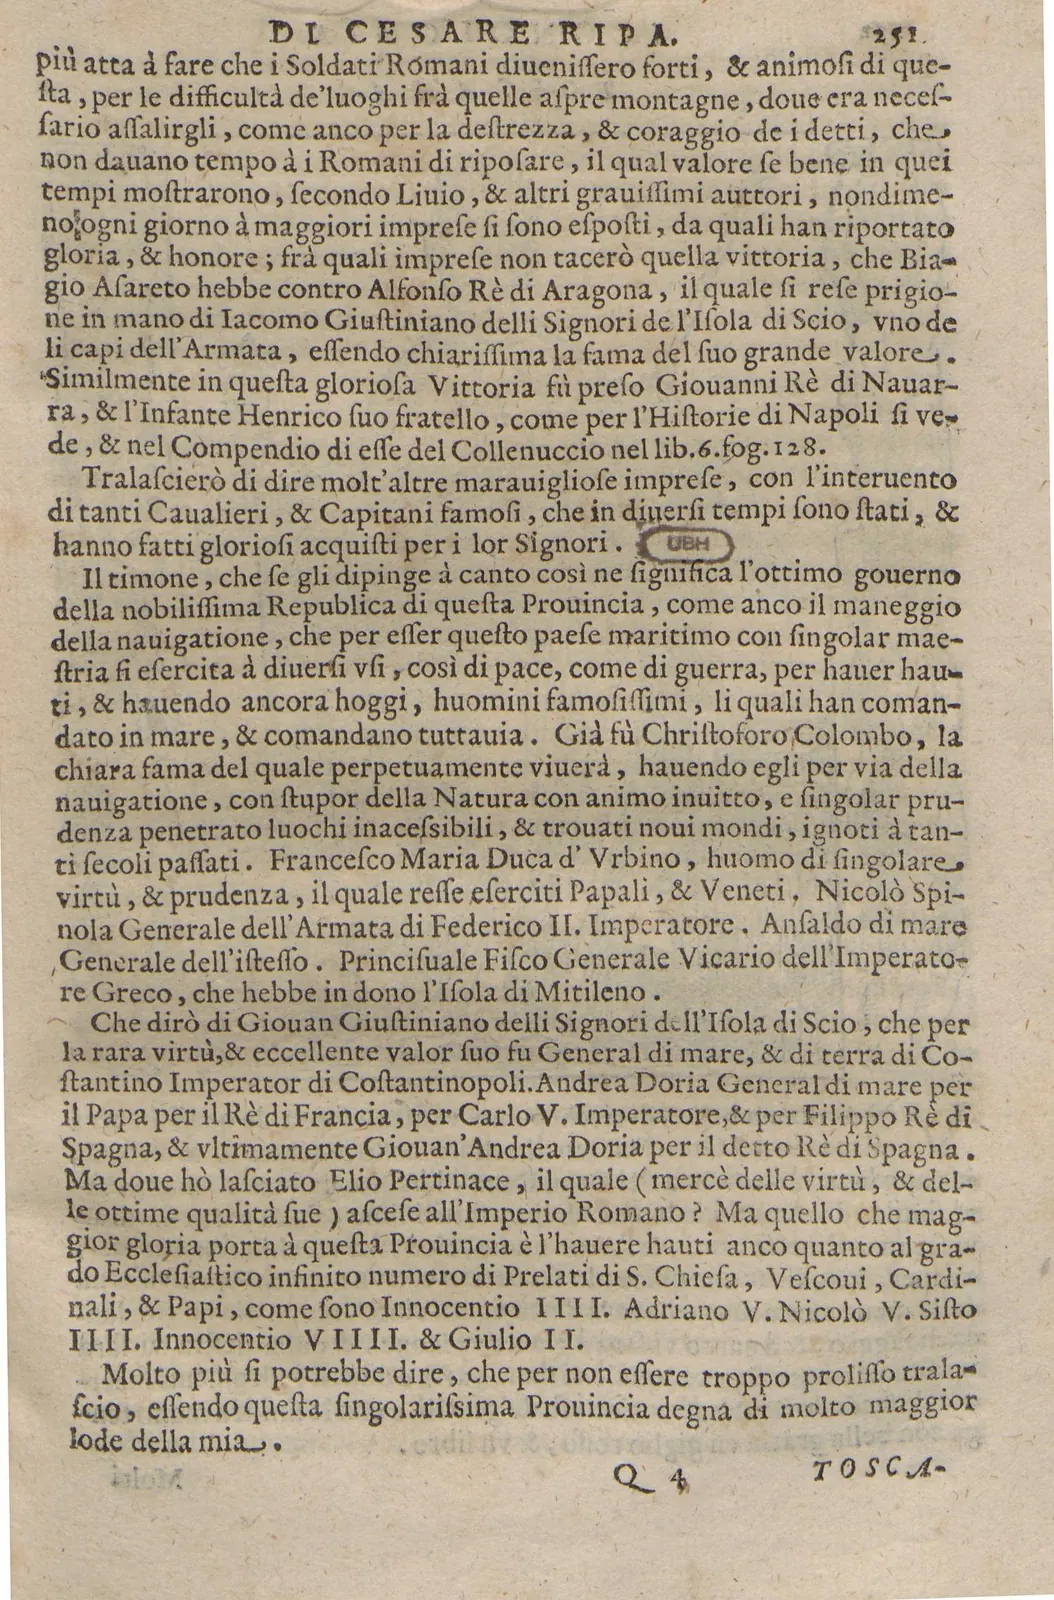 DI CESARE RIPA. 251.
più atta à fare che i Soldati Romani diueniſſero forti, & animoſi di que-
ſta, per le difficultà de'luoghi frà quelle aſpre montagne, doue era neceſ-
ſario aſſalirgli, come anco per la deſtrezza, & coraggio de i detti, che
non dauano tempo à i Romani di ripoſare, il qual valore ſe bene in quei
tempi moſtrarono, ſecondo Liuio, & altri grauiſſimi auttori, nondime-
no ogni giorno à maggiori impreſe ſi ſono eſpoſti, da quali han riportato
gloria, & honore; frà quali impreſe non tacerò quella vittoria, che Bia-
gio Aſareto hebbe contro Alfonſo Rè di Aragona, il quale ſi reſe prigio-
ne in mano di Iacomo Giuſtiniano delli Signori de l'Iſola di Scio, vno de
li capi dell'Armata, eſſendo chiariſſima la fama del ſuo grande valore.
Similmente in queſta glorioſa Vittoria fù preſo Giouanni Rè di Nauar-
ra, & l'Infante Henrico ſuo fratello, come per l'Hiſtorie di Napoli ſi ve-
de, & nel Compendio di eſſe del Collenuccio nel lib.6.fog.128.
Tralaſcierò di dire molt'altre marauiglioſe impreſe, con l'interuento
di tanti Caualieri, & Capitani famoſi, che in diuerſi tempi ſono ſtati, &
hanno fatti glorioſi acquiſti per i lor Signori. UBH
Il timone, che ſe gli dipinge à canto così ne ſignifica l'ottimo gouerno
della nobiliſſima Republica di queſta Prouincia, come anco il maneggio
della nauigatione, che per eſſer queſto paeſe maritimo con ſingolar mae-
ſtria ſi eſercita à diuerſi vſi, così di pace, come di guerra, per hauer hau-
ti, & hauendo ancora hoggi, huomini famoſiſſimi, li quali han coman-
dato in mare, & comandano tuttauia. Già fù Chriſtoforo Colombo, la
chiara fama del quale perpetuamente viuerà, hauendo egli per via della
nauigatione, con ſtupor della Natura con animo inuitto, e ſingolar pru-
denza penetrato luochi inaceſsibili, & trouati noui mondi, ignoti à tan-
ti ſecoli paſſati. Franceſco Maria Duca d'Vrbino, huomo di ſingolare
virtù, & prudenza, il quale reſſe eſerciti Papali, & Veneti, Nicolò Spi-
nola Generale dell'Armata di Federico II. Imperatore. Anſaldo di mare
Generale dell'iſteſſo. Principuale Fiſco Generale Vicario dell'Imperato-
re Greco, che hebbe in dono l'Iſola di Mitileno.
Che dirò di Giouan Giuſtiniano delli Signori dell'Iſola di Scio, che per
la rara virtù,& eccellente valor ſuo fu General di mare, & di terra di Co-
ſtantino Imperator di Coſtantinopoli. Andrea Doria General di mare per
il Papa per il Rè di Francia, per Carlo V. Imperatore,& per Filippo Rè di
Spagna, & vltimamente Giouan'Andrea Doria per il detto Rè di Spagna.
Ma doue hò laſciato Elio Pertinace, il quale (mercè delle virtù, & del-
le ottime qualità ſue) aſceſe all'Imperio Romano? Ma quello che mag-
gior gloria porta à queſta Prouincia è l'hauere hauti anco quanto al gra-
do Eccleſiaſtico infinito numero di Prelati di S. Chieſa, Veſcoui, Cardi-
nali, & Papi, come ſono Innocentio IIII. Adriano V. Nicolò V. Siſto
IIII. Innocentio VIIII. & Giulio II.
Molto più ſi potrebbe dire, che per non eſſere troppo proliſſo trala-
ſcio, eſſendo queſta ſingolariſsima Prouincia degna di molto maggior
lode della mia.
Q 4 TOSCA-